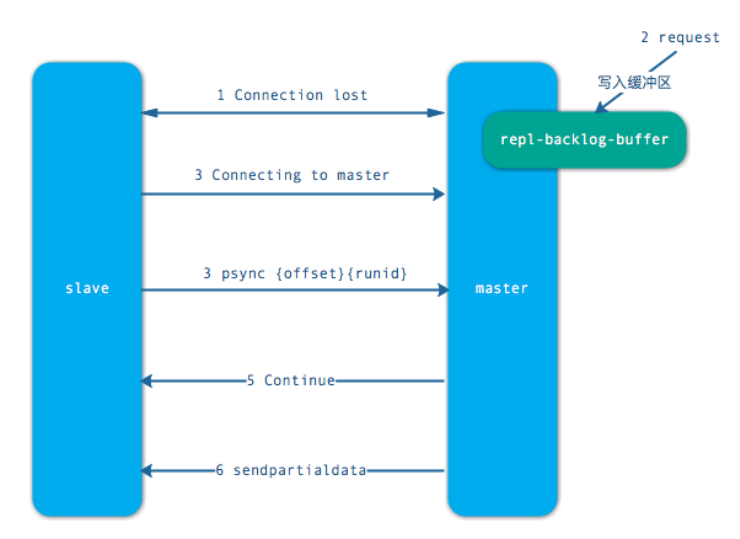 2 request
写入缓冲区
1 Connection lost
repl-backlog-buffer
3 Connecting to master
3 psync {offset}{runid}
slave
master
5 Continue
6 sendpartialdata